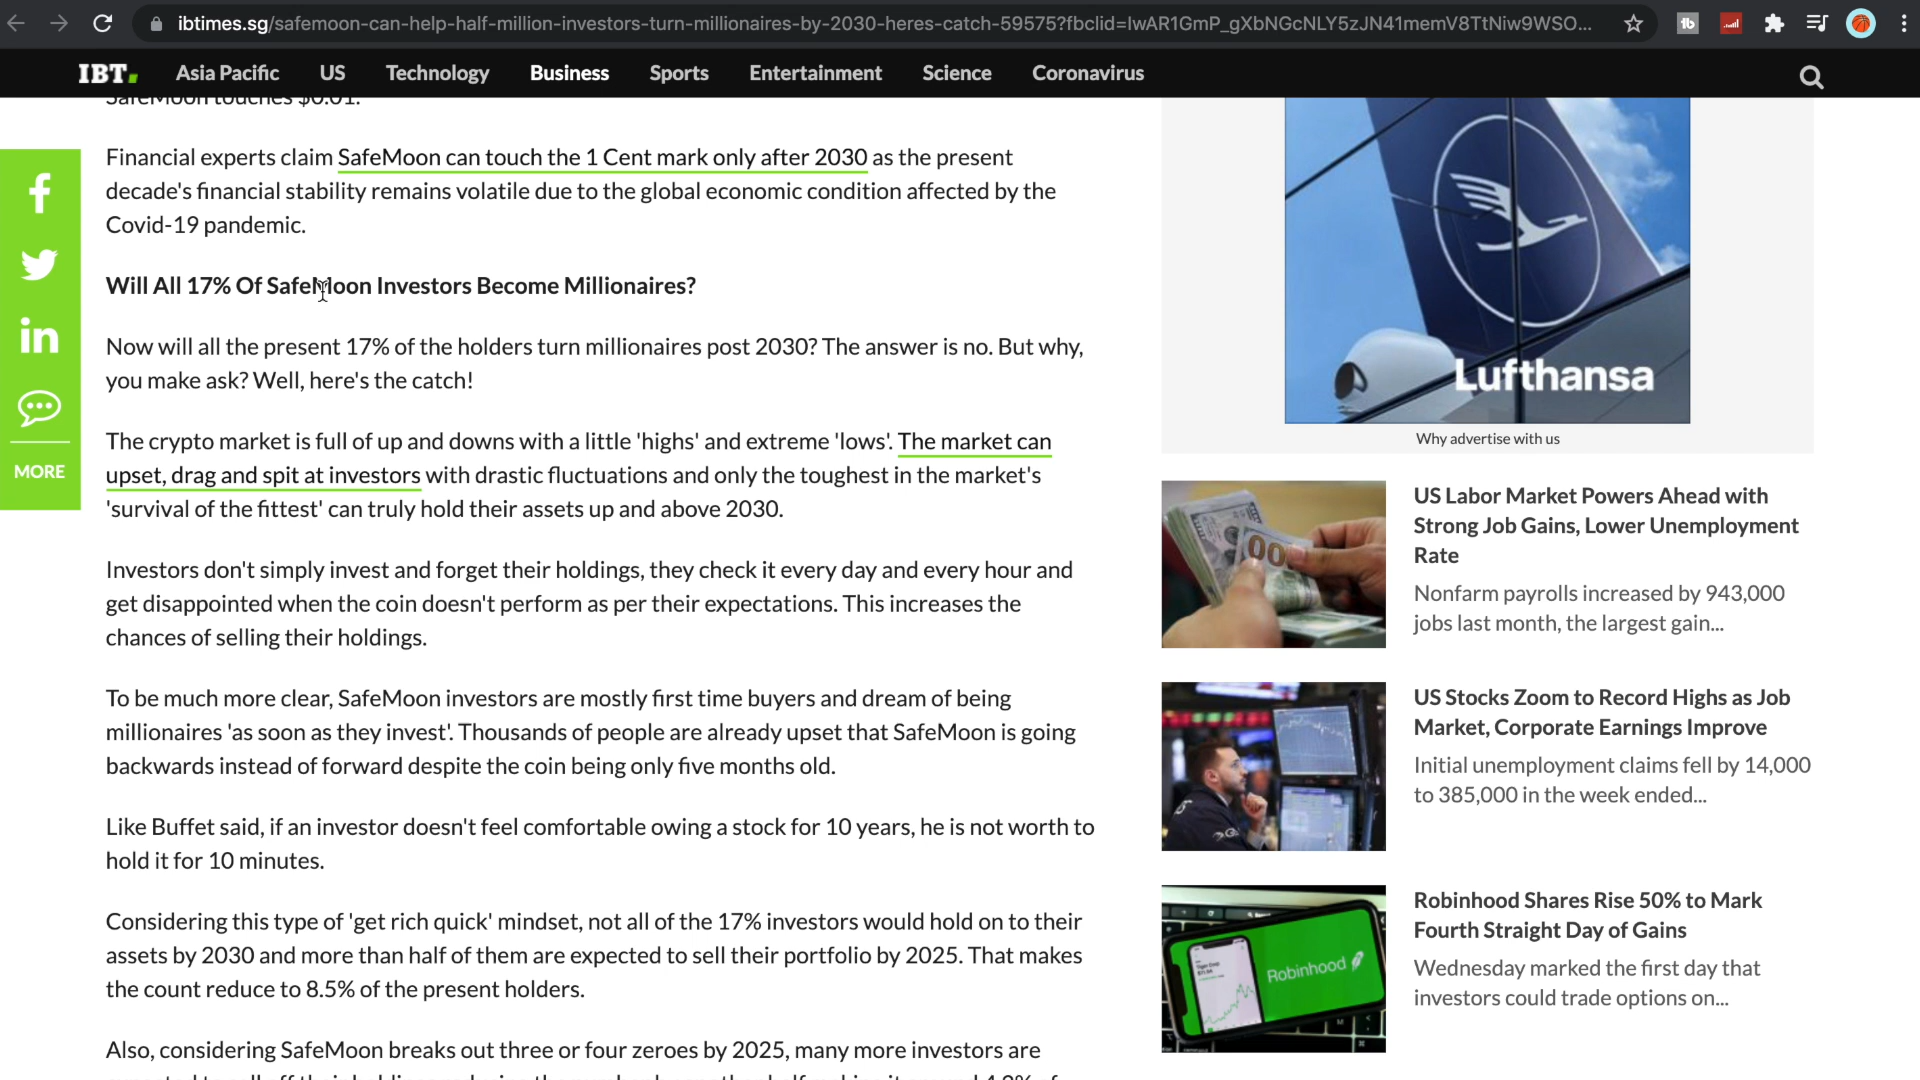 ibtimes.sg/safemoon-can-help-half-million-investors-turn-millionaires-by-2030-heres-catch-59575?fbclid=IwAR1GmP_gXbNGcNLY5zJN41memV8TtNiw9WSO...
IBT. Asia Pacific US Technology Business Sports Entertainment Science Coronavirus
SafeMoon touches $0.01.
Financial experts claim SafeMoon can touch the 1 Cent mark only after 2030 as the present
decade's financial stability remains volatile due to the global economic condition affected by the
Covid-19 pandemic.
Will All 17% Of SafeMoon Investors Become Millionaires?
Now will all the present 17% of the holders turn millionaires post 2030? The answer is no. But why,
you make ask? Well, here's the catch!
The crypto market is full of up and downs with a little 'highs' and extreme 'lows'. The market can
upset, drag and spit at investors with drastic fluctuations and only the toughest in the market's
'survival of the fittest' can truly hold their assets up and above 2030.
Investors don't simply invest and forget their holdings, they check it every day and every hour and
get disappointed when the coin doesn't perform as per their expectations. This increases the
chances of selling their holdings.
To be much more clear, SafeMoon investors are mostly first time buyers and dream of being
millionaires 'as soon as they invest'. Thousands of people are already upset that SafeMoon is going
backwards instead of forward despite the coin being only five months old.
Like Buffet said, if an investor doesn't feel comfortable owing a stock for 10 years, he is not worth to
hold it for 10 minutes.
Considering this type of 'get rich quick' mindset, not all of the 17% investors would hold on to their
assets by 2030 and more than half of them are expected to sell their portfolio by 2025. That makes
the count reduce to 8.5% of the present holders.
Also, considering SafeMoon breaks out three or four zeroes by 2025, many more investors are
MORE
Lufthansa
Why advertise with us
US Labor Market Powers Ahead with
Strong Job Gains, Lower Unemployment
Rate
Nonfarm payrolls increased by 943,000
jobs last month, the largest gain...
US Stocks Zoom to Record Highs as Job
Market, Corporate Earnings Improve
Initial unemployment claims fell by 14,000
to 385,000 in the week ended...
Robinhood
Robinhood Shares Rise 50% to Mark
Fourth Straight Day of Gains
Wednesday marked the first day that
investors could trade options on...